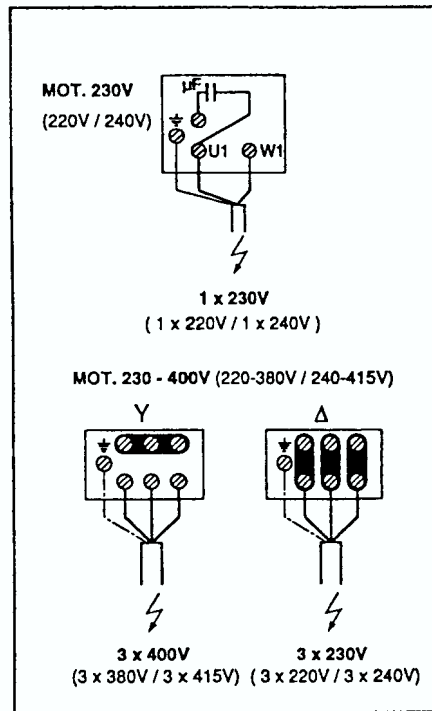 MOT. 230V
(220V / 240V)
µF
U1
W1
1 x 230V
( 1 x 220V / 1 x 240V )
MOT. 230 - 400V (220-380V / 240-415V)
Y Δ
3 x 400V 3 x 230V
(3 x 380V / 3 x 415V) ( 3 x 220V / 3 x 240V)